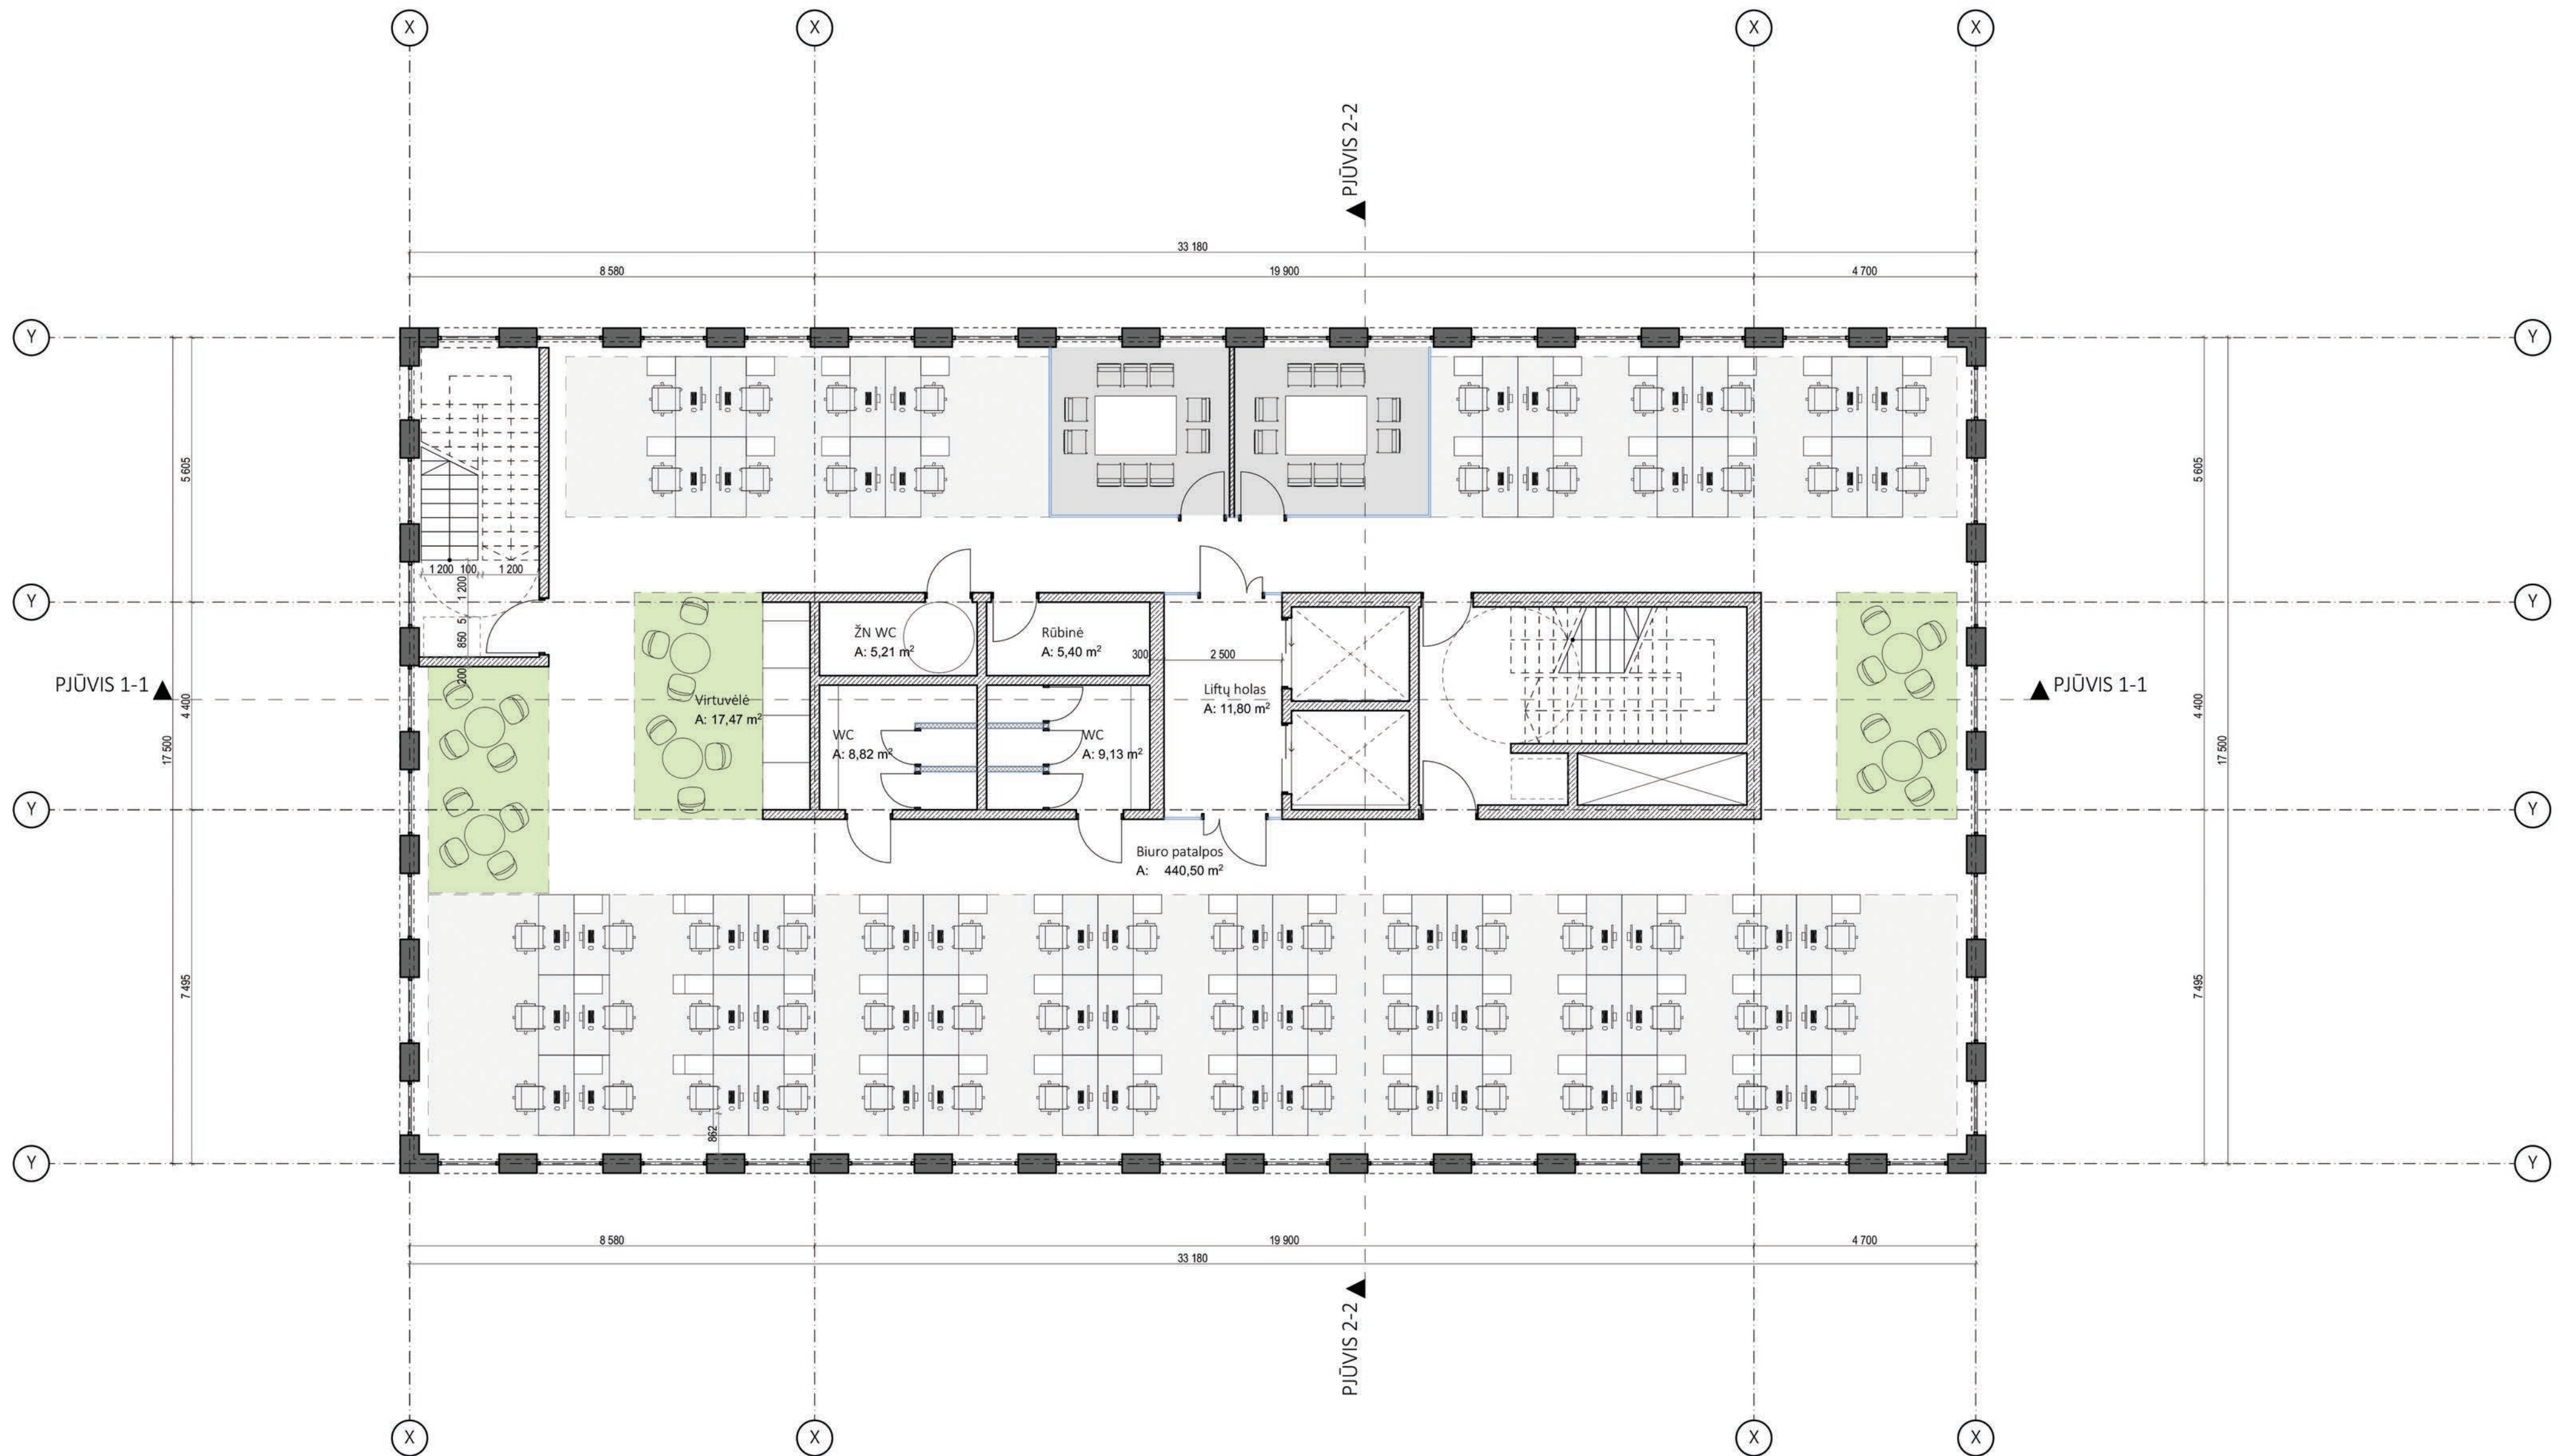 X
X
X
X
PJŪVIS 2-2
33 180
8 580
19 900
4 700
Y
Y
5 605
5 605
1 200
100
1 200
Y
Y
1 200
5
850
200
ŽN WC
A: 5,21 m²
Rūbinė
A: 5,40 m²
300
2 500
PJŪVIS 1-1
PJŪVIS 1-1
4 400
4 400
17 500
17 500
Virtuvėlė
A: 17,47 m²
Liftų holas
A: 11,80 m²
WC
A: 8,82 m²
WC
A: 9,13 m²
Y
Y
Biuro patalpos
A: 440,50 m²
7 495
7 495
862
Y
Y
8 580
19 900
4 700
33 180
PJŪVIS 2-2
X
X
X
X